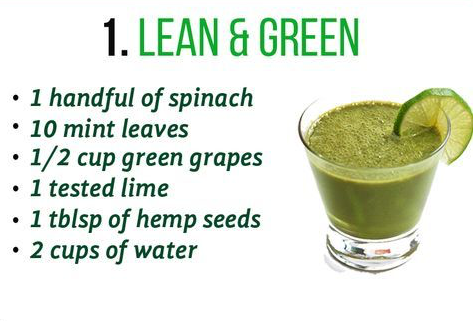 1. LEAN & GREEN
• 1 handful of spinach
• 10 mint leaves
• 1/2 cup green grapes
• 1 tested lime
• 1 tblsp of hemp seeds
• 2 cups of water